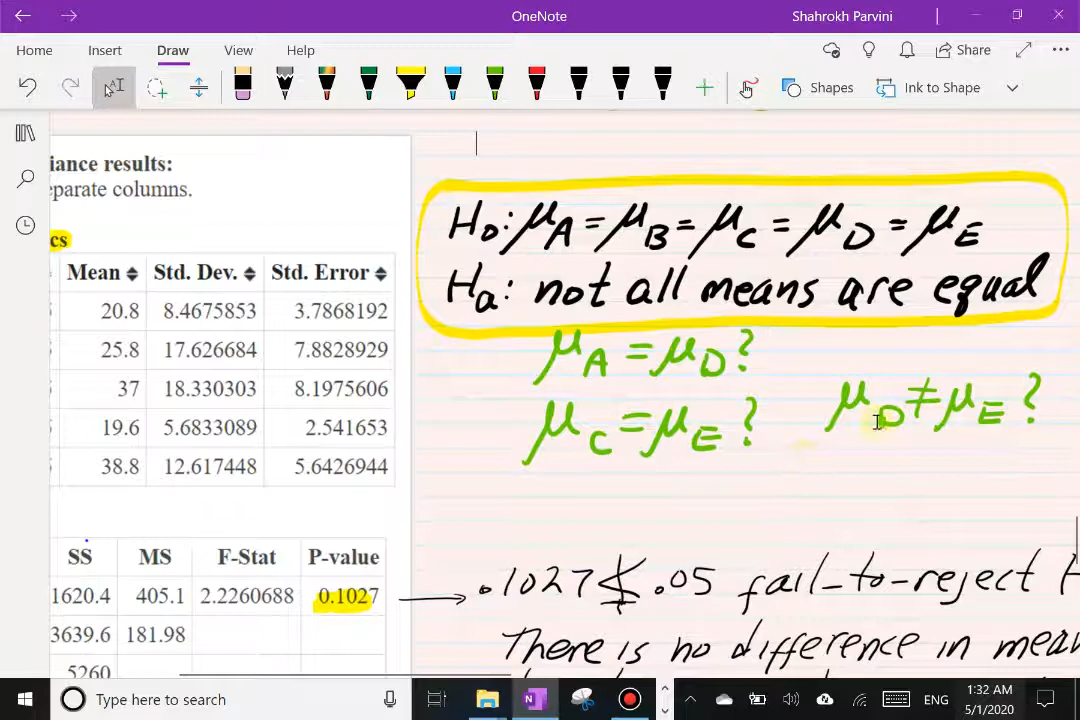 OneNote
Shahrokh Parvini
Home Insert Draw View Help
Share
Shapes
Ink to Shape
iance results:
eparate columns.
cs
Mean Std. Dev. Std. Error
20.8 8.4675853 3.7868192
25.8 17.626684 7.8828929
37 18.330303 8.1975606
19.6 5.6833089 2.541653
38.8 12.617448 5.6426944
SS MS F-Stat P-value
1620.4 405.1 2.2260688 0.1027
3639.6 181.98
5260
H₀: μA = μB = μC = μD = μE
Ha: not all means are equal
μA = μD?
μC = μE?
μD ≠ μE?
.1027 ≰ .05 fail-to-reject H
There is no difference in mean
Type here to search
ENG
1:32 AM
5/1/2020